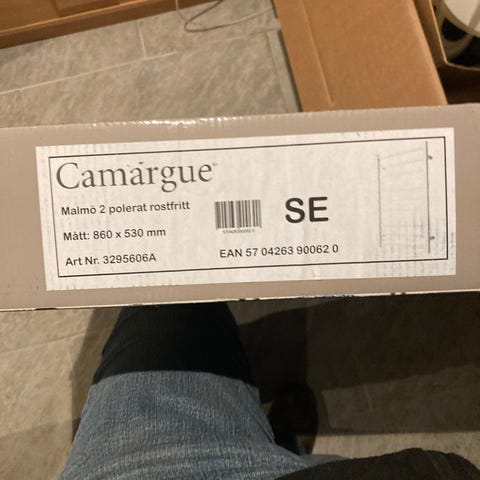 Camargue
Malmö 2 polerat rostfritt
Mått: 860 x 530 mm
Art Nr. 3295606A
SE
EAN 57 04263 90062 0